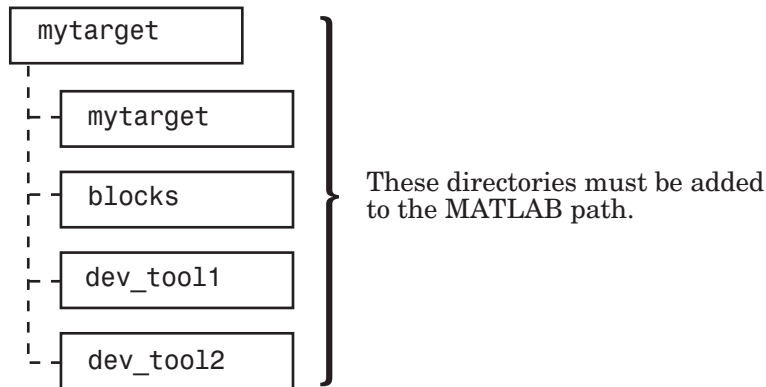 mytarget
mytarget
blocks
dev_tool1
dev_tool2
These directories must be added
to the MATLAB path.